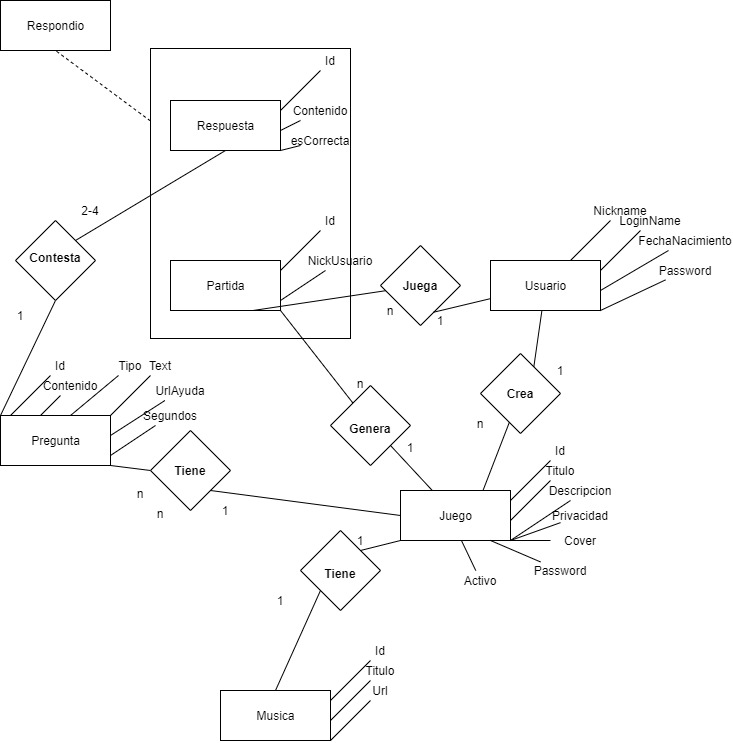 Respondio
Id
Respuesta
Contenido
esCorrecta
2-4
Contesta
1
Id
NickUsuario
Partida
Juega
n
1
Nickname
LoginName
FechaNacimiento
Password
Usuario
1
Crea
n
Id
Contenido
Tipo
Text
UrlAyuda
Segundos
Pregunta
n
Genera
1
Tiene
n
n
1
Id
Titulo
Descripcion
Privacidad
Cover
Password
Activo
Juego
1
Tiene
1
Id
Titulo
Url
Musica